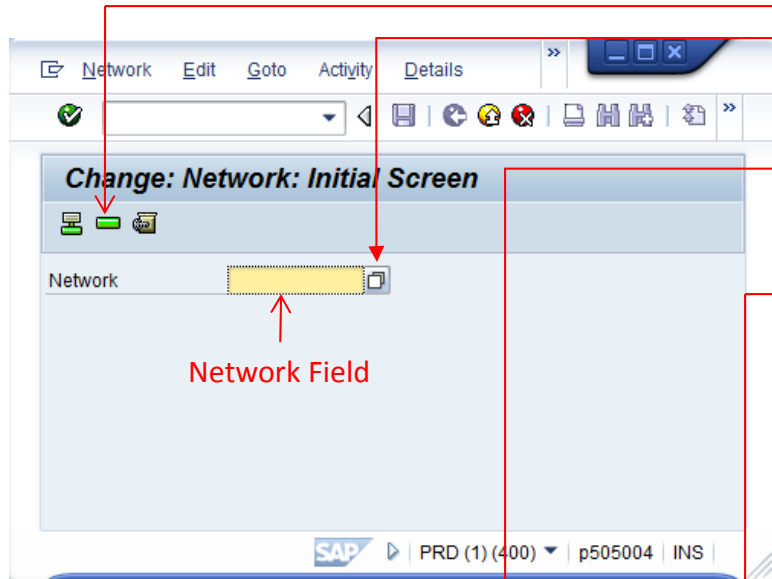 Network Edit Goto Activity Details »
»
Change: Network: Initial Screen
Network
Network Field
SAP PRD (1) (400) p505004 INS